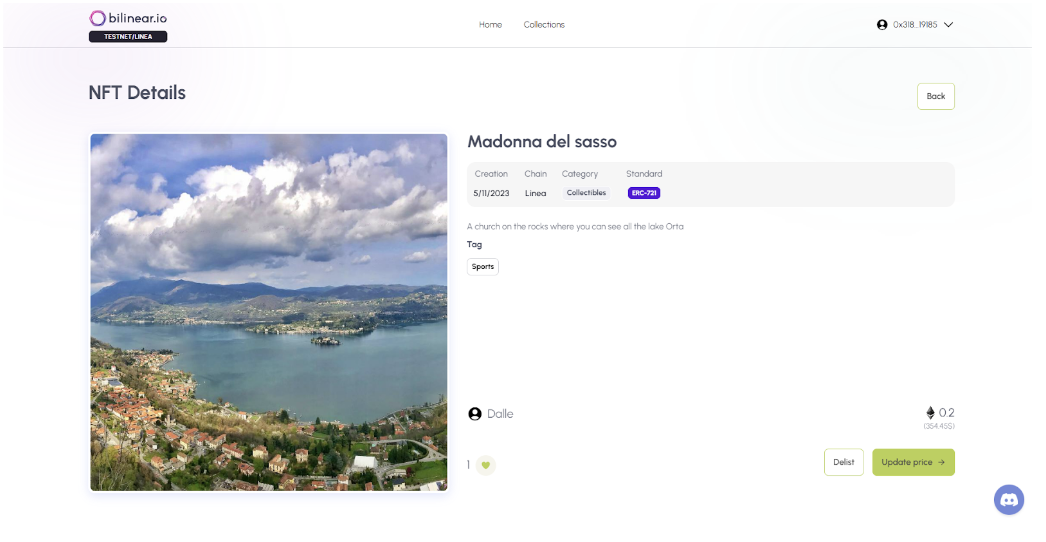 bilinear.io
TESTNET/LINEA
Home
Collections
0x318...19185
NFT Details
Back
Madonna del sasso
Creation Chain Category Standard
5/11/2023 Linea Collectibles ERC-721
A church on the rocks where you can see all the lake Orta
Tag
Sports
Dalle
0.2
(354,45$)
1
Delist
Update price →